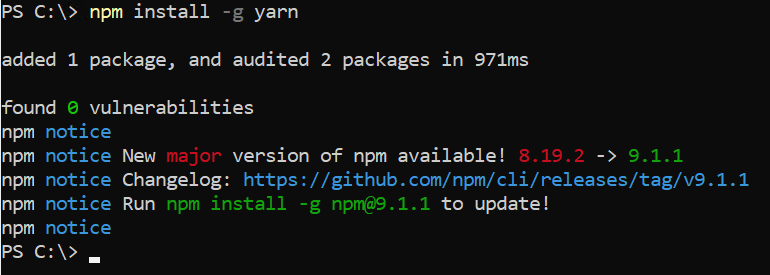 PS C:\> npm install -g yarn
added 1 package, and audited 2 packages in 971ms
found 0 vulnerabilities
npm notice
npm notice New major version of npm available! 8.19.2 -> 9.1.1
npm notice Changelog: https://github.com/npm/cli/releases/tag/v9.1.1
npm notice Run npm install -g npm@9.1.1 to update!
npm notice
PS C:\>